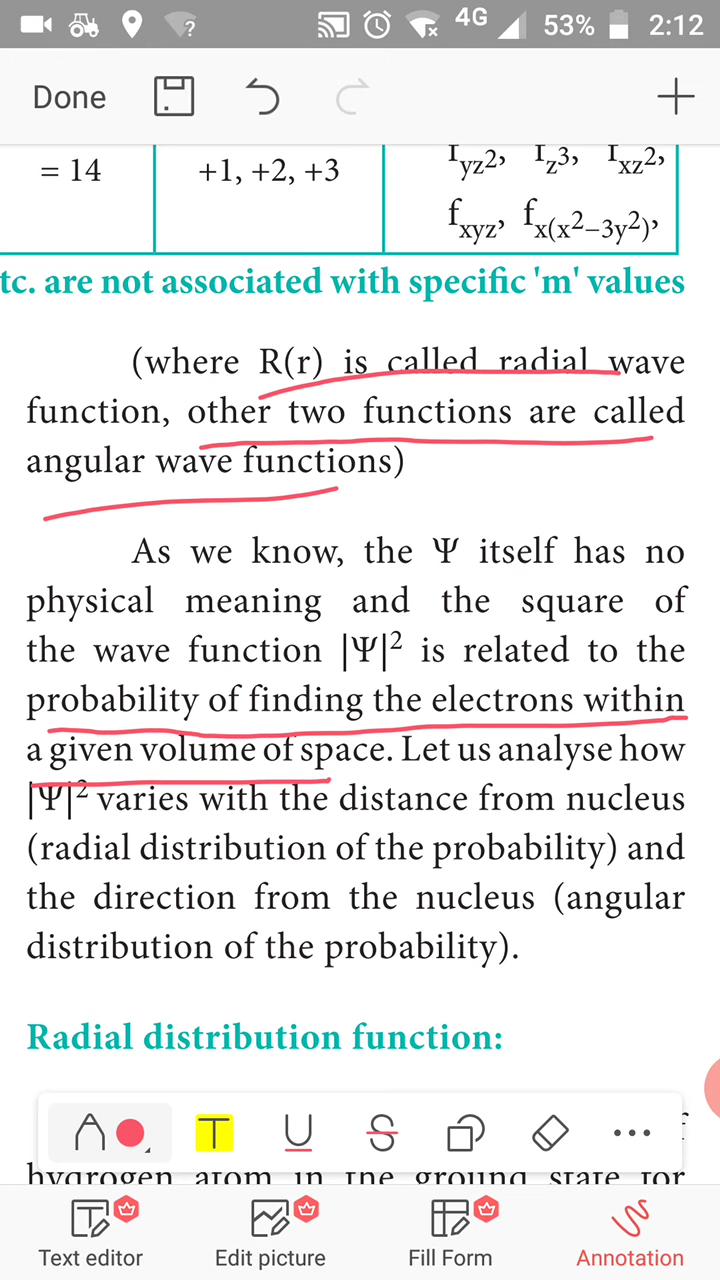 4G 53% 2:12
Done
= 14 +1, +2, +3 fyz2, fz3, fxz2,
fxyz, fx(x2–3y2),
tc. are not associated with specific 'm' values
(where R(r) is called radial wave
function, other two functions are called
angular wave functions)
As we know, the Ψ itself has no
physical meaning and the square of
the wave function |Ψ|² is related to the
probability of finding the electrons within
a given volume of space. Let us analyse how
|Ψ|² varies with the distance from nucleus
(radial distribution of the probability) and
the direction from the nucleus (angular
distribution of the probability).
Radial distribution function:
hydrogen atom in the ground state for
Text editor Edit picture Fill Form Annotation